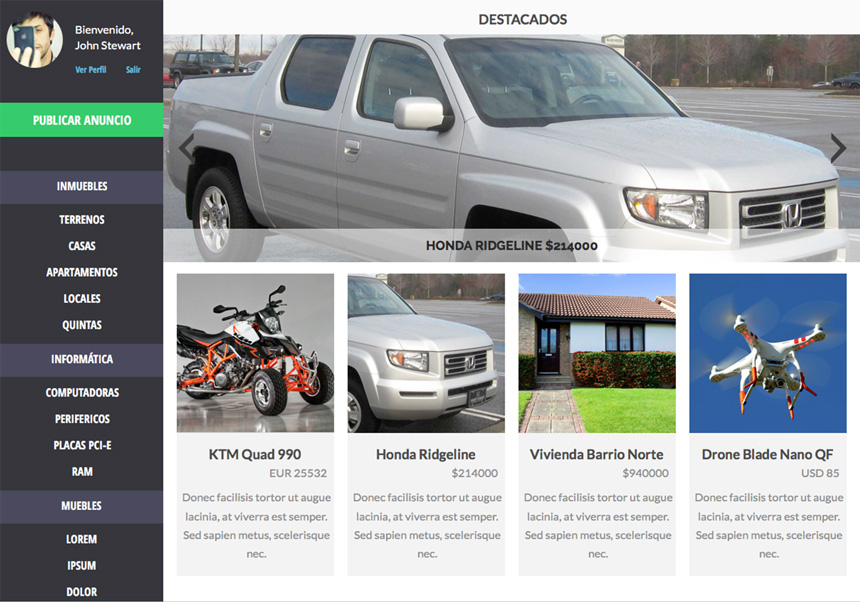 Bienvenido,
John Stewart
Ver Perfil Salir
PUBLICAR ANUNCIO
INMUEBLES
TERRENOS
CASAS
APARTAMENTOS
LOCALES
QUINTAS
INFORMÁTICA
COMPUTADORAS
PERIFERICOS
PLACAS PCI-E
RAM
MUEBLES
LOREM
IPSUM
DOLOR
DESTACADOS
HONDA RIDGELINE $214000
KTM Quad 990
EUR 25532
Donec facilisis tortor ut augue
lacinia, at viverra est semper.
Sed sapien metus, scelerisque
nec.
Honda Ridgeline
$214000
Donec facilisis tortor ut augue
lacinia, at viverra est semper.
Sed sapien metus, scelerisque
nec.
Vivienda Barrio Norte
$940000
Donec facilisis tortor ut augue
lacinia, at viverra est semper.
Sed sapien metus, scelerisque
nec.
Drone Blade Nano QF
USD 85
Donec facilisis tortor ut augue
lacinia, at viverra est semper.
Sed sapien metus, scelerisque
nec.